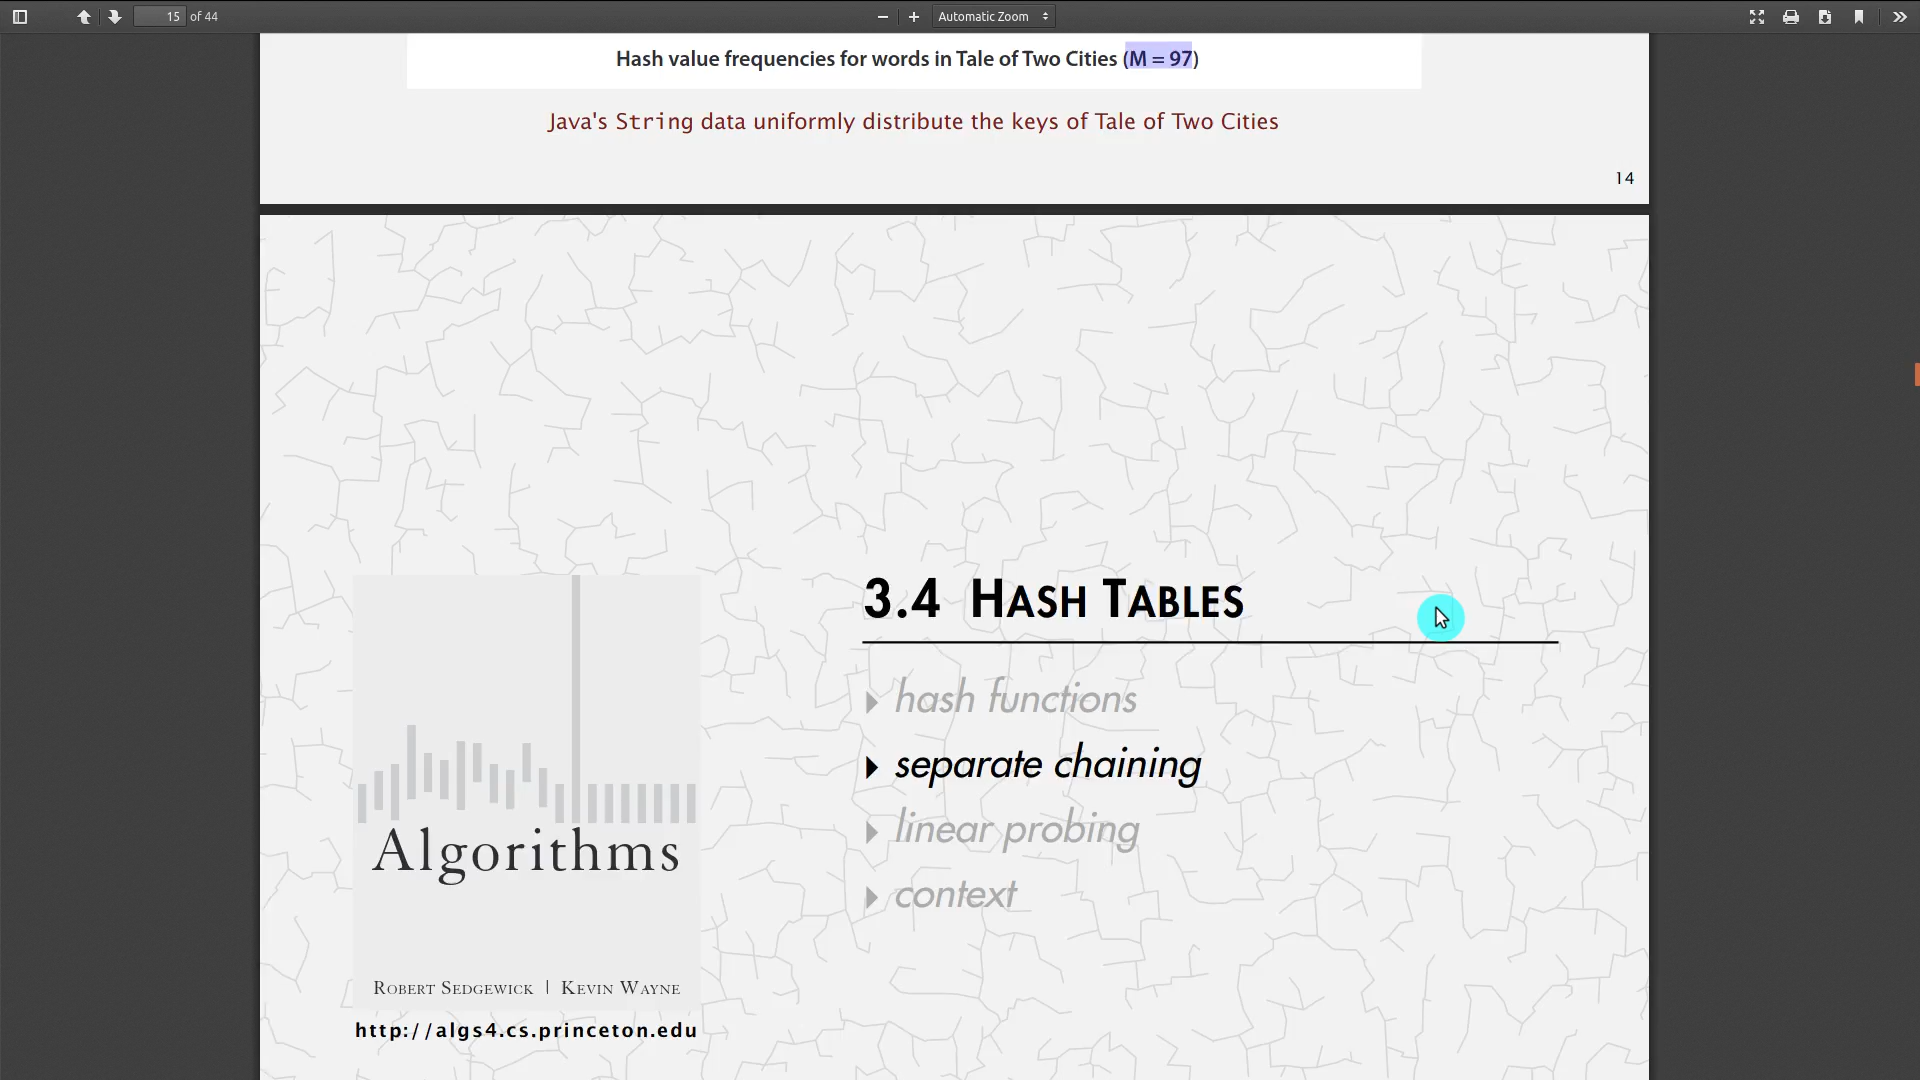 15 of 44
Automatic Zoom
Hash value frequencies for words in Tale of Two Cities (M = 97)
Java's String data uniformly distribute the keys of Tale of Two Cities
14
3.4 HASH TABLES
hash functions
separate chaining
linear probing
context
Algorithms
ROBERT SEDGEWICK | KEVIN WAYNE
http://algs4.cs.princeton.edu